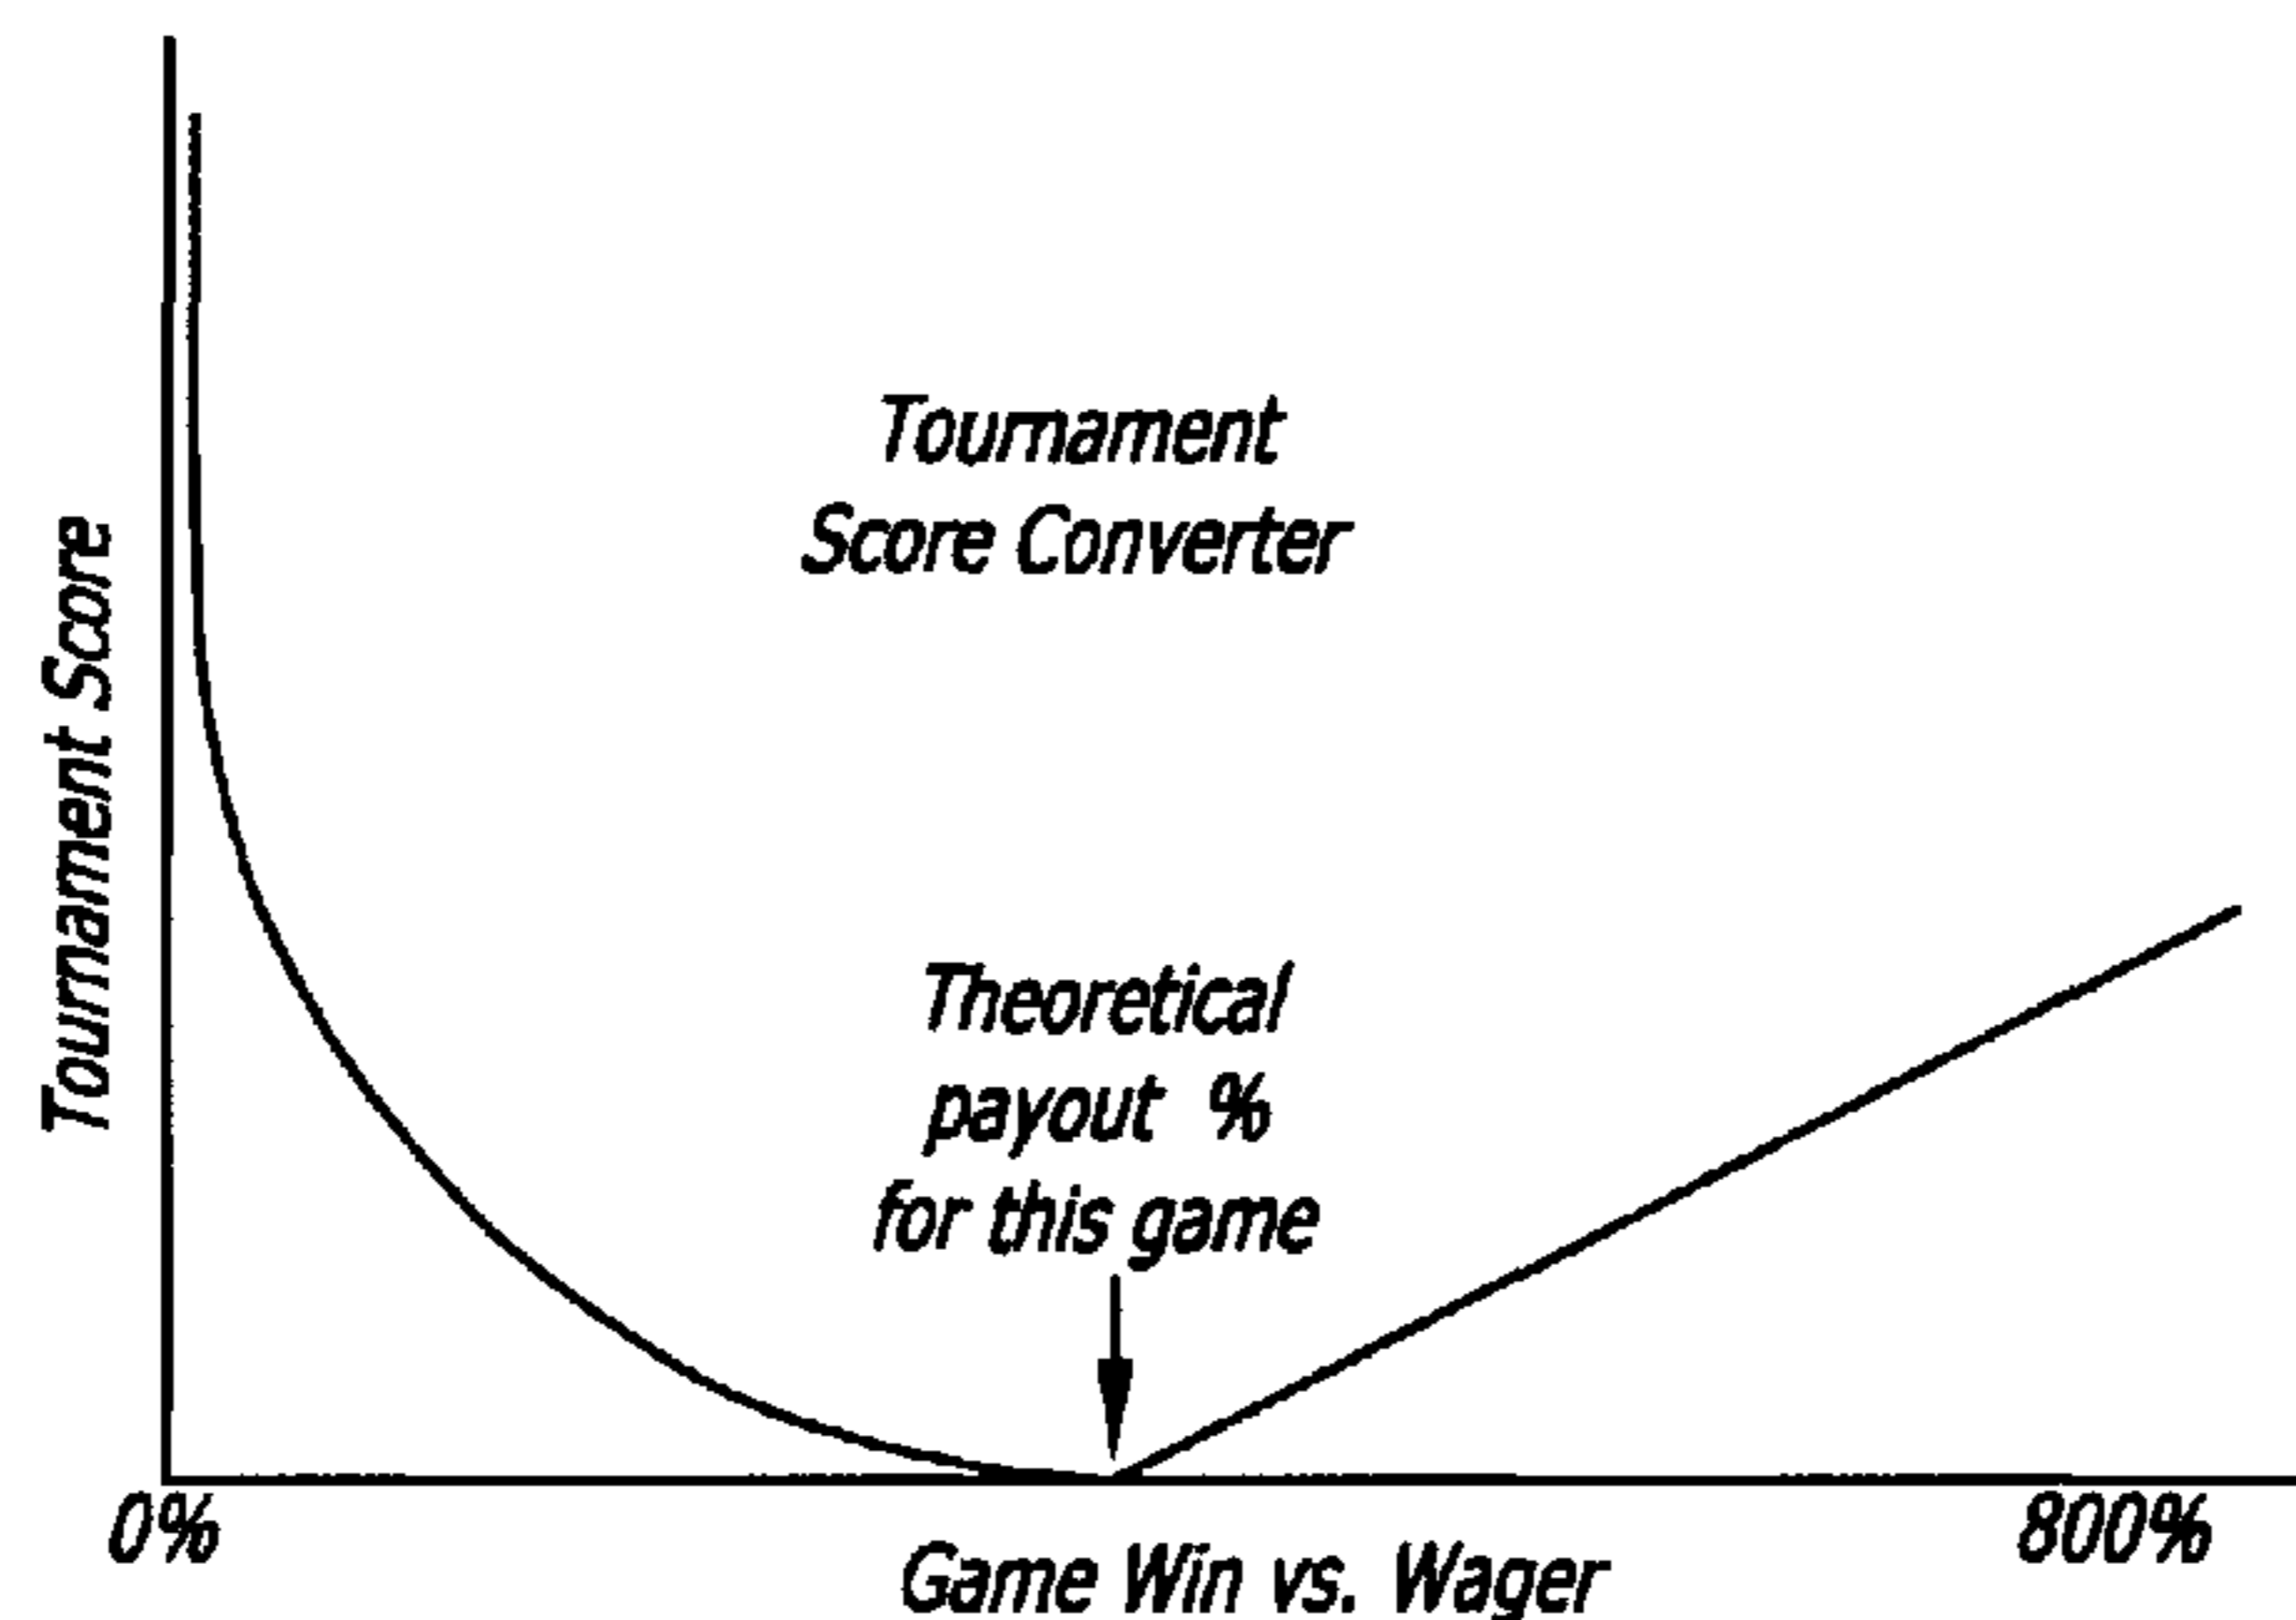 Tournament
Score Converter
Tournament Score
Theoretical
payout %
for this game
0%
800%
Game Win vs. Wager